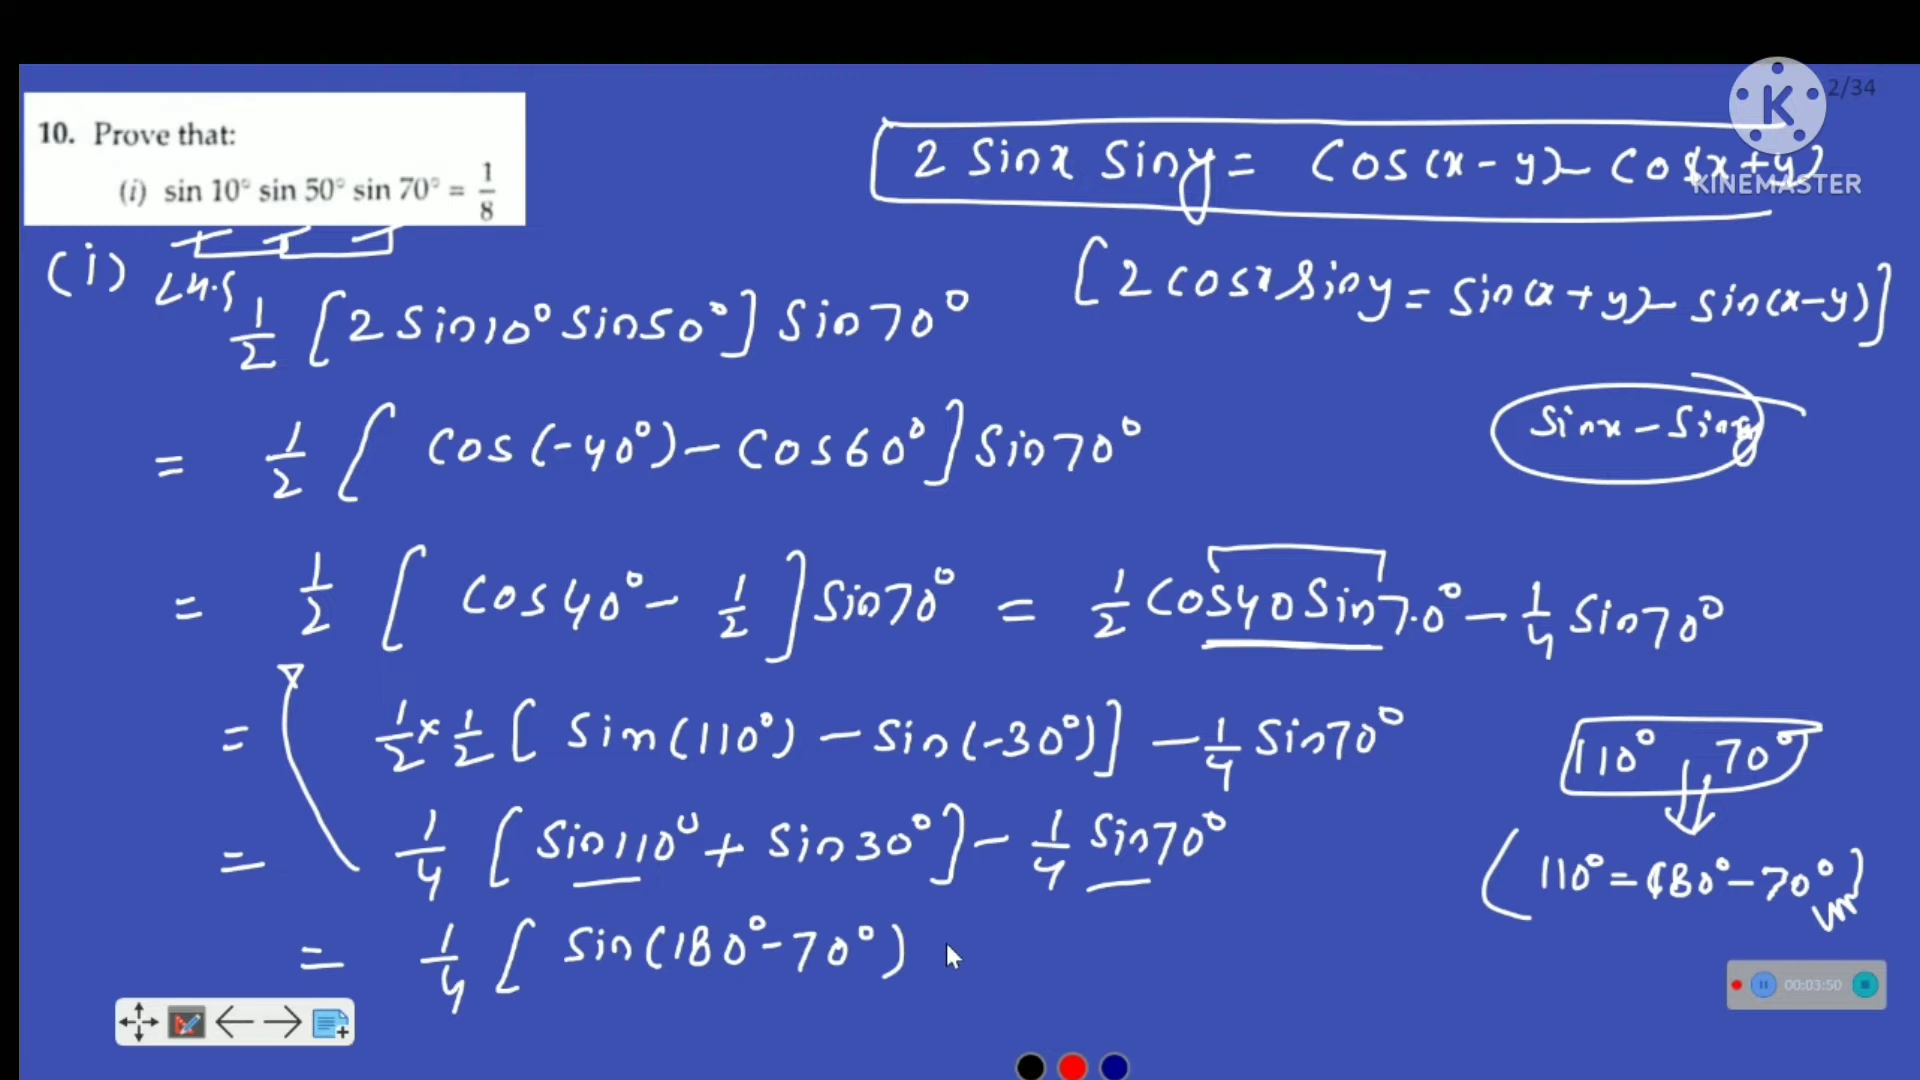 2/34
KINEMASTER
10. Prove that:
(i) sin 10° sin 50° sin 70° = 1/8
2 Sinx Siny = Cos(x-y) - Cos(x+y)
[2 cosx Siny = Sin(x+y) - Sin(x-y)]
(i) L.H.S
1/2 [2 Sin10° Sin50°] Sin70°
Sinx - Siny
= 1/2 [Cos(-40°) - Cos60°] Sin70°
= 1/2 [Cos40° - 1/2] Sin70° = 1/2 Cos40 Sin70° - 1/4 Sin70°
= 1/2 × 1/2 [Sin(110°) - Sin(-30°)] - 1/4 Sin70°
110°, 70°
= 1/4 [Sin110° + Sin30°] - 1/4 Sin70°
(110° = 180° - 70°)
= 1/4 [Sin(180° - 70°)
00:03:50